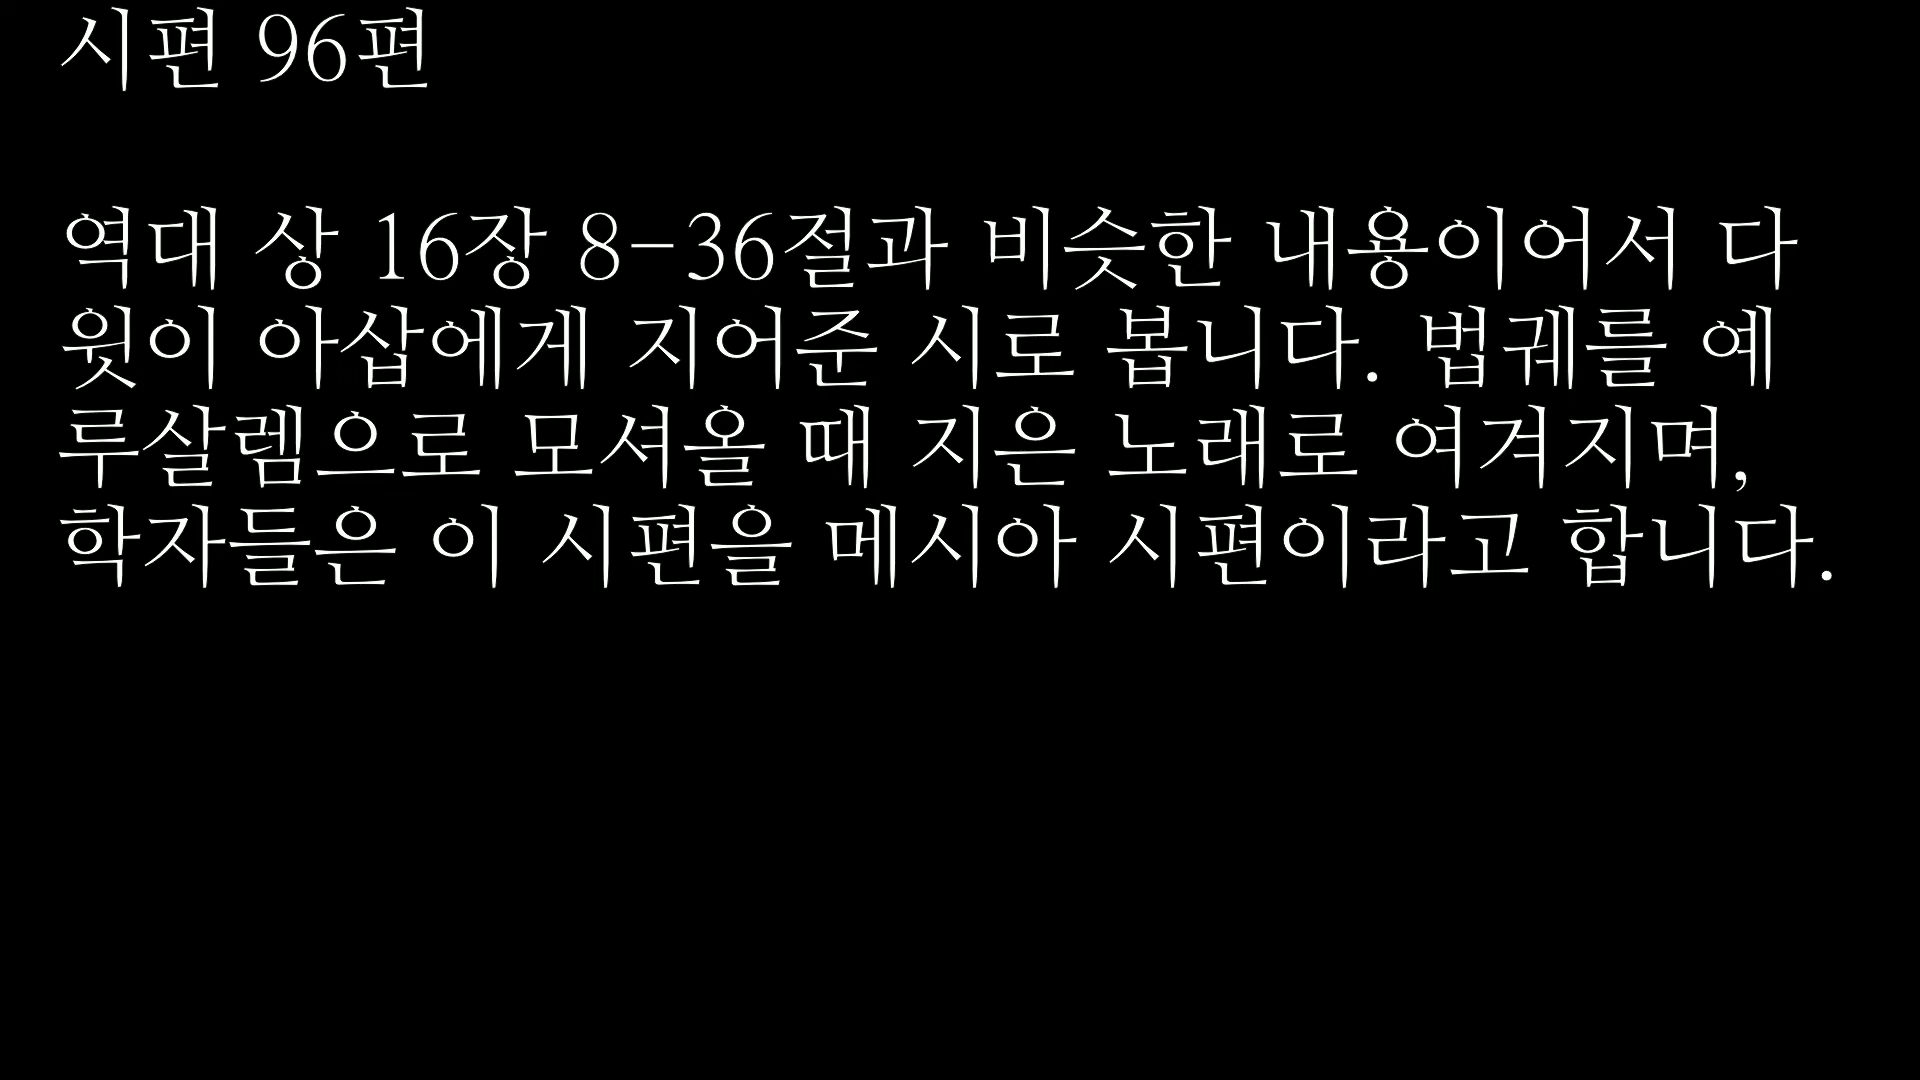 시편 96편
역대 상 16장 8-36절과 비슷한 내용이어서 다
윗이 아삽에게 지어준 시로 봅니다. 법궤를 예
루살렘으로 모셔올 때 지은 노래로 여겨지며,
학자들은 이 시편을 메시아 시편이라고 합니다.